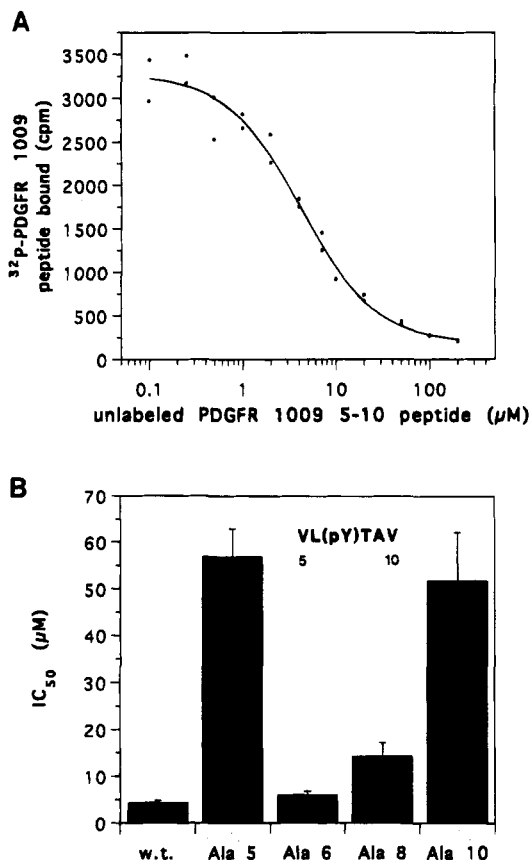 A
3500
3000
2500
2000
1500
1000
500
0
³²P-PDGFR 1009
peptide bound (cpm)
0.1 1 10 100
unlabeled PDGFR 1009 5-10 peptide (µM)
B
70
60
50
40
30
20
10
0
IC₅₀ (µM)
VL(pY)TAV
5 10
w.t. Ala 5 Ala 6 Ala 8 Ala 10